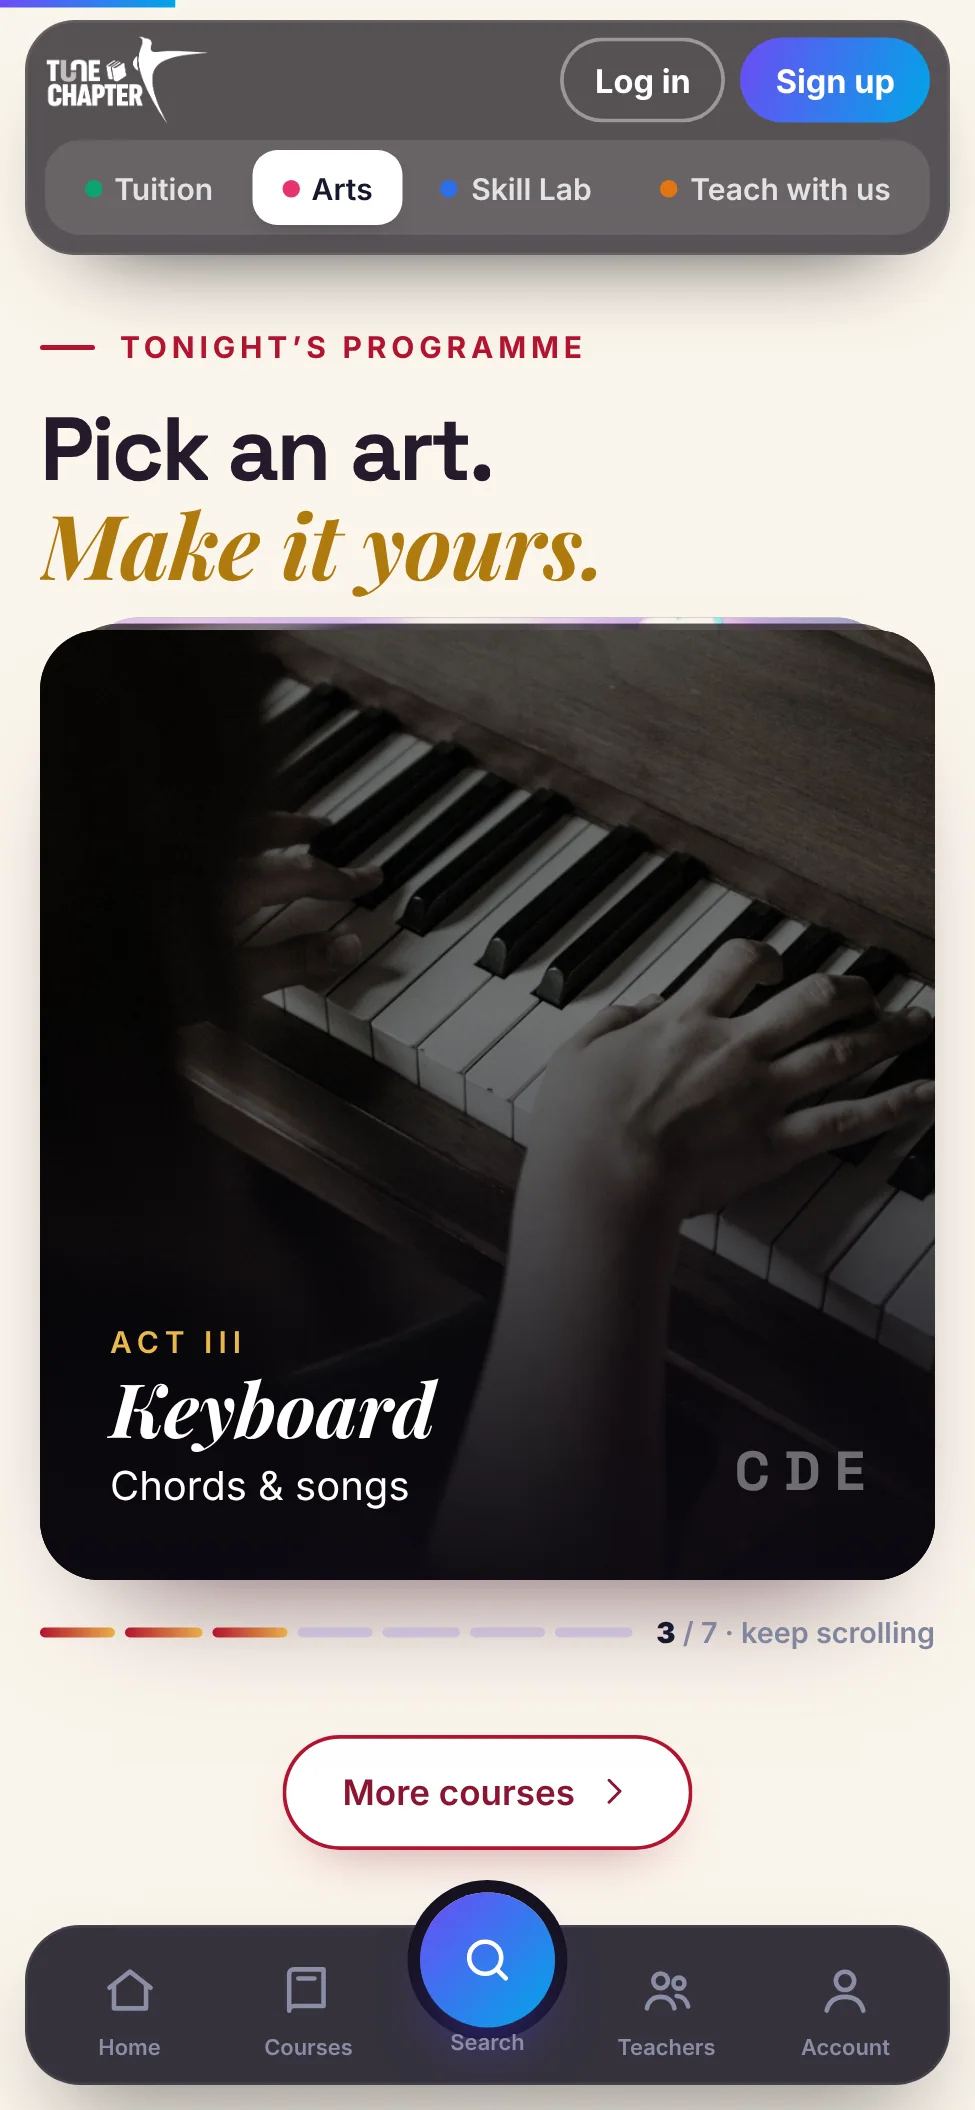 TUNE
CHAPTER
Log in
Sign up
Tuition
Arts
Skill Lab
Teach with us
TONIGHT’S PROGRAMME
Pick an art.
Make it yours.
ACT III
Keyboard
Chords & songs
C D E
3 / 7 · keep scrolling
More courses
Home
Courses
Search
Teachers
Account